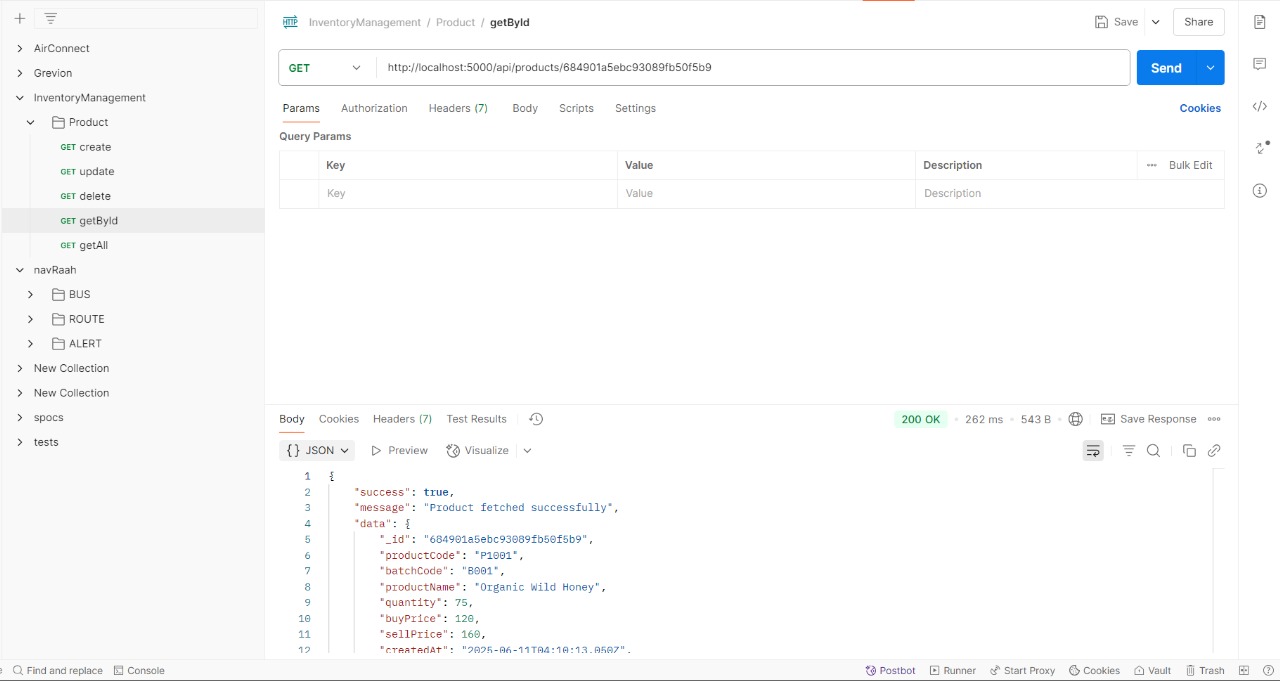 InventoryManagement / Product / getById
Save
Share
AirConnect
Grevion
InventoryManagement
Product
GET create
GET update
GET delete
GET getById
GET getAll
navRaah
BUS
ROUTE
ALERT
New Collection
New Collection
spocs
tests
GET http://localhost:5000/api/products/684901a5ebc93089fb50f5b9 Send
Params Authorization Headers (7) Body Scripts Settings Cookies
Query Params
Key Value Description Bulk Edit
Key Value Description
Body Cookies Headers (7) Test Results 200 OK 262 ms 543 B Save Response
{} JSON Preview Visualize
1 {
2 "success": true,
3 "message": "Product fetched successfully",
4 "data": {
5 "_id": "684901a5ebc93089fb50f5b9",
6 "productCode": "P1001",
7 "batchCode": "B001",
8 "productName": "Organic Wild Honey",
9 "quantity": 75,
10 "buyPrice": 120,
11 "sellPrice": 160,
12 "createdAt": "2025-06-11T04:10:13.050Z",
Find and replace Console Postbot Runner Start Proxy Cookies Vault Trash